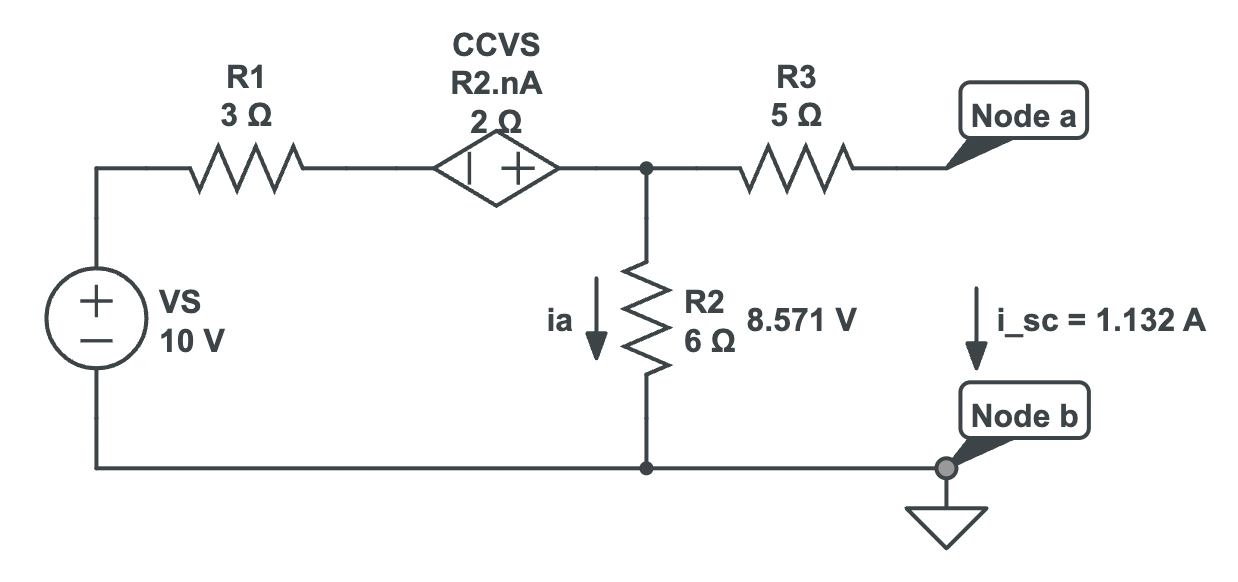 CCVS
R2.nA
2 Ω
R1
3 Ω
R3
5 Ω
Node a
VS
10 V
ia
R2
6 Ω
8.571 V
i_sc = 1.132 A
Node b